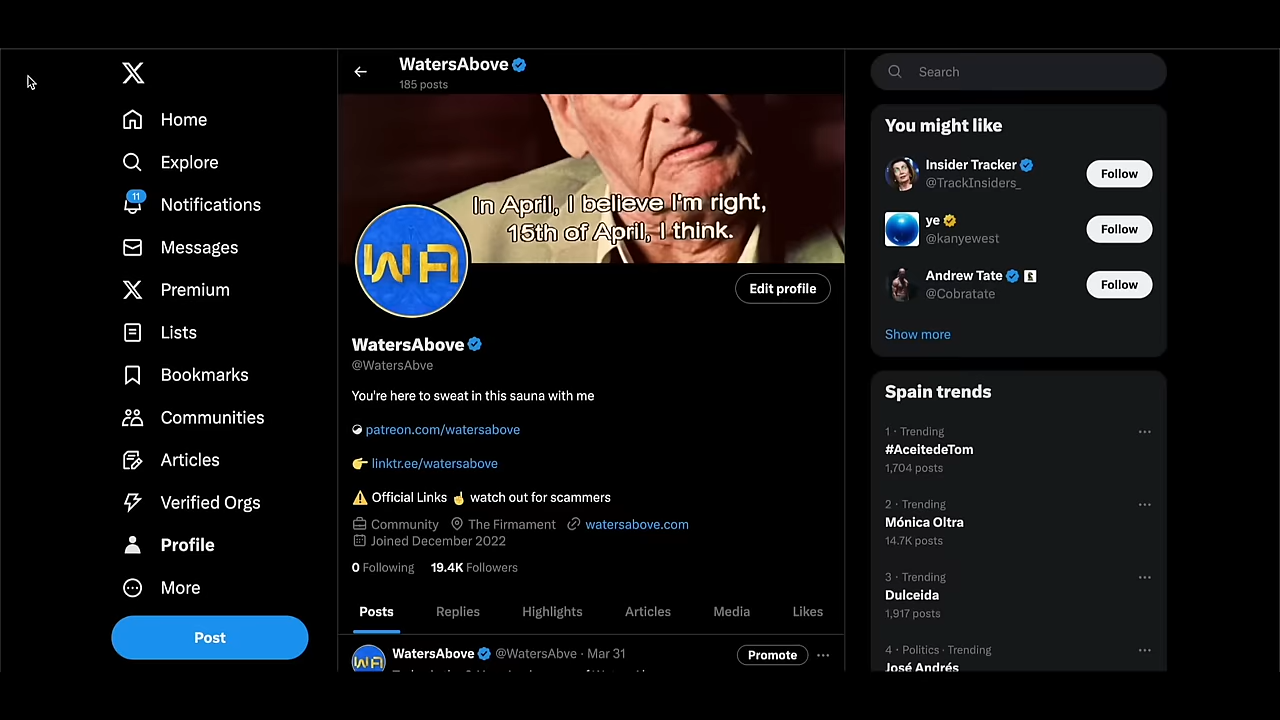 Home
Explore
11
Notifications
Messages
Premium
Lists
Bookmarks
Communities
Articles
Verified Orgs
Profile
More
Post
WatersAbove
185 posts
In April, I believe I'm right,
15th of April, I think.
WA
Edit profile
WatersAbove
@WatersAbve
You're here to sweat in this sauna with me
patreon.com/watersabove
👉 linktr.ee/watersabove
⚠️ Official Links ☝️ watch out for scammers
Community The Firmament watersabove.com
Joined December 2022
0 Following 19.4K Followers
Posts Replies Highlights Articles Media Likes
WA
WatersAbove @WatersAbve · Mar 31
Promote
Search
You might like
Insider Tracker
@TrackInsiders_
Follow
ye
@kanyewest
Follow
Andrew Tate
@Cobratate
Follow
Show more
Spain trends
1 · Trending
#AceitedeTom
1,704 posts
2 · Trending
Mónica Oltra
14.7K posts
3 · Trending
Dulceida
1,917 posts
4 · Politics · Trending
José Andrés